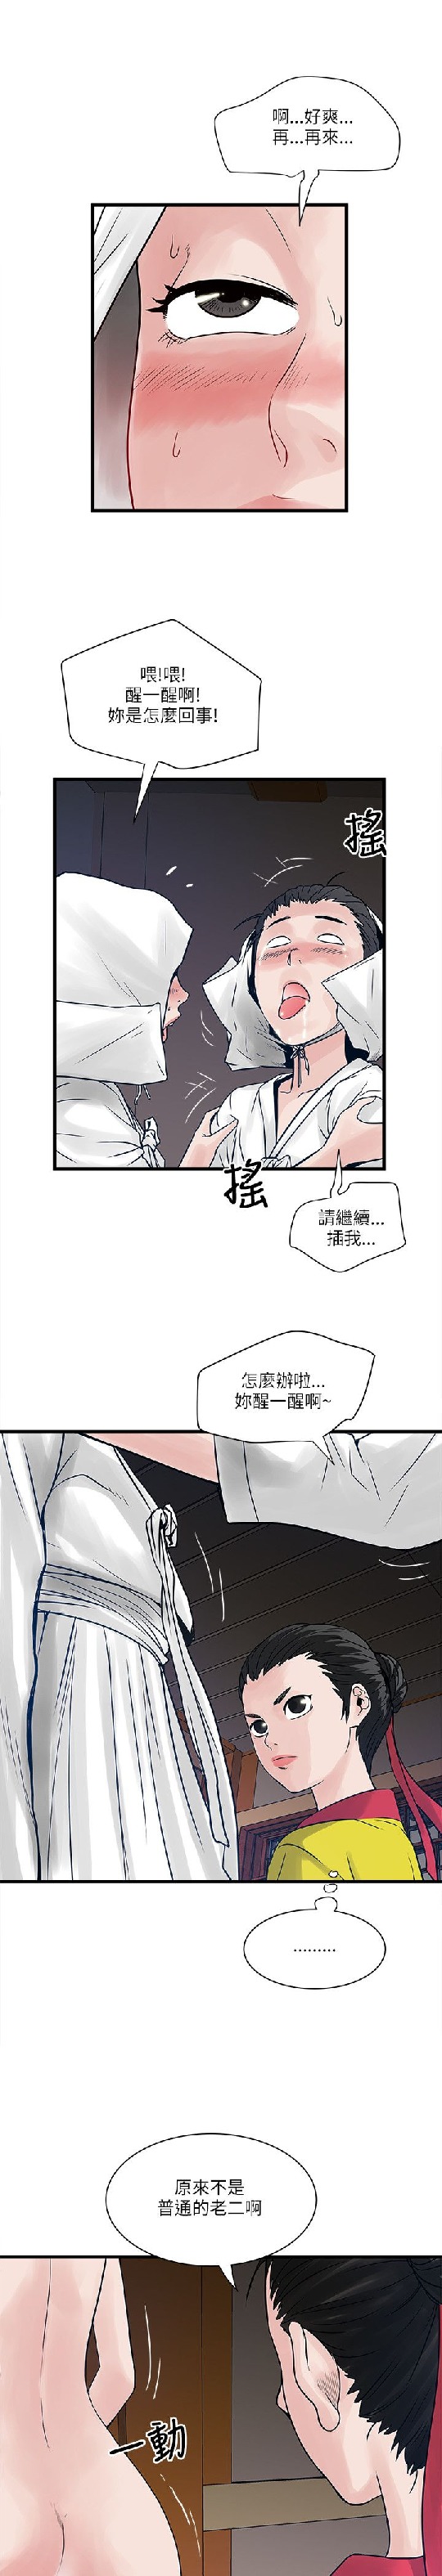 啊...好爽...
再...再來...
喂!喂!
醒一醒啊!
妳是怎麼回事!
搖
搖
請繼續...
插我...
怎麼辦啦...
妳醒一醒啊~
.........
原來不是
普通的老二啊
一動